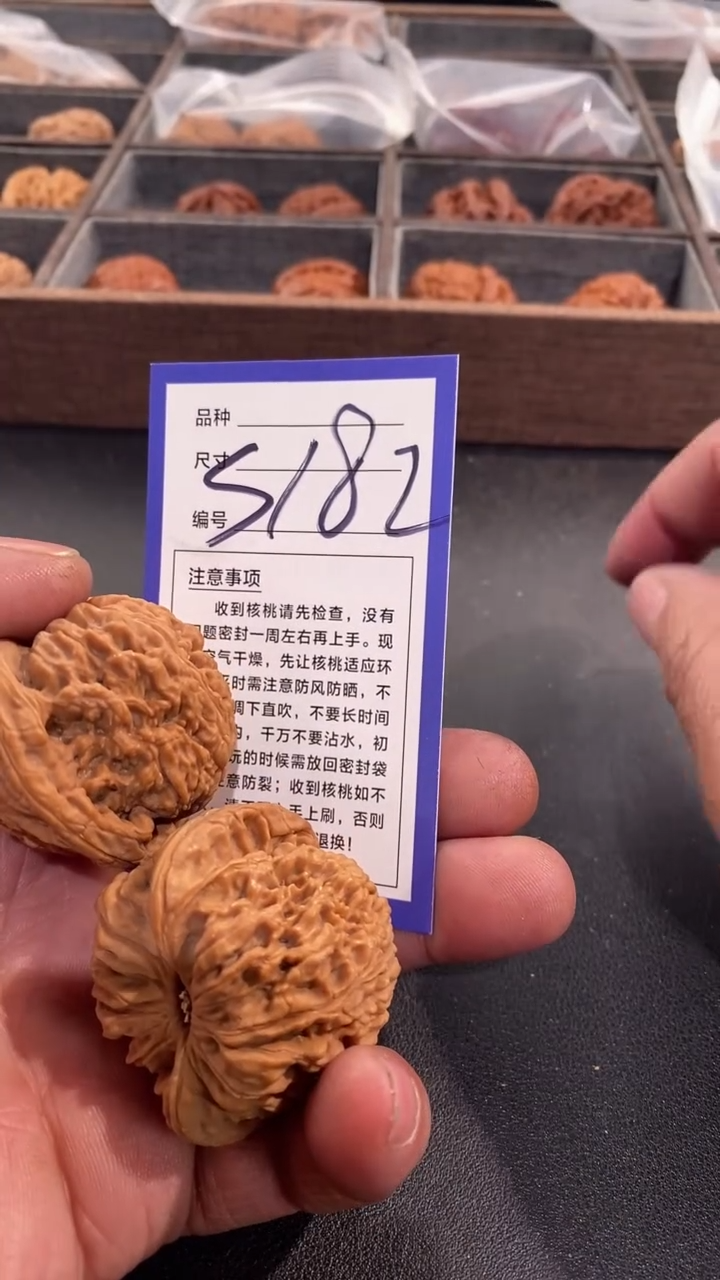 品种
尺寸
编号
5182
注意事项
收到核桃请先检查，没有
题密封一周左右再上手。现
气干燥，先让核桃适应环
时需注意防风防晒，不
调下直吹，不要长时间
，千万不要沾水，初
玩的时候需放回密封袋
意防裂；收到核桃如不
手上刷，否则
退换！